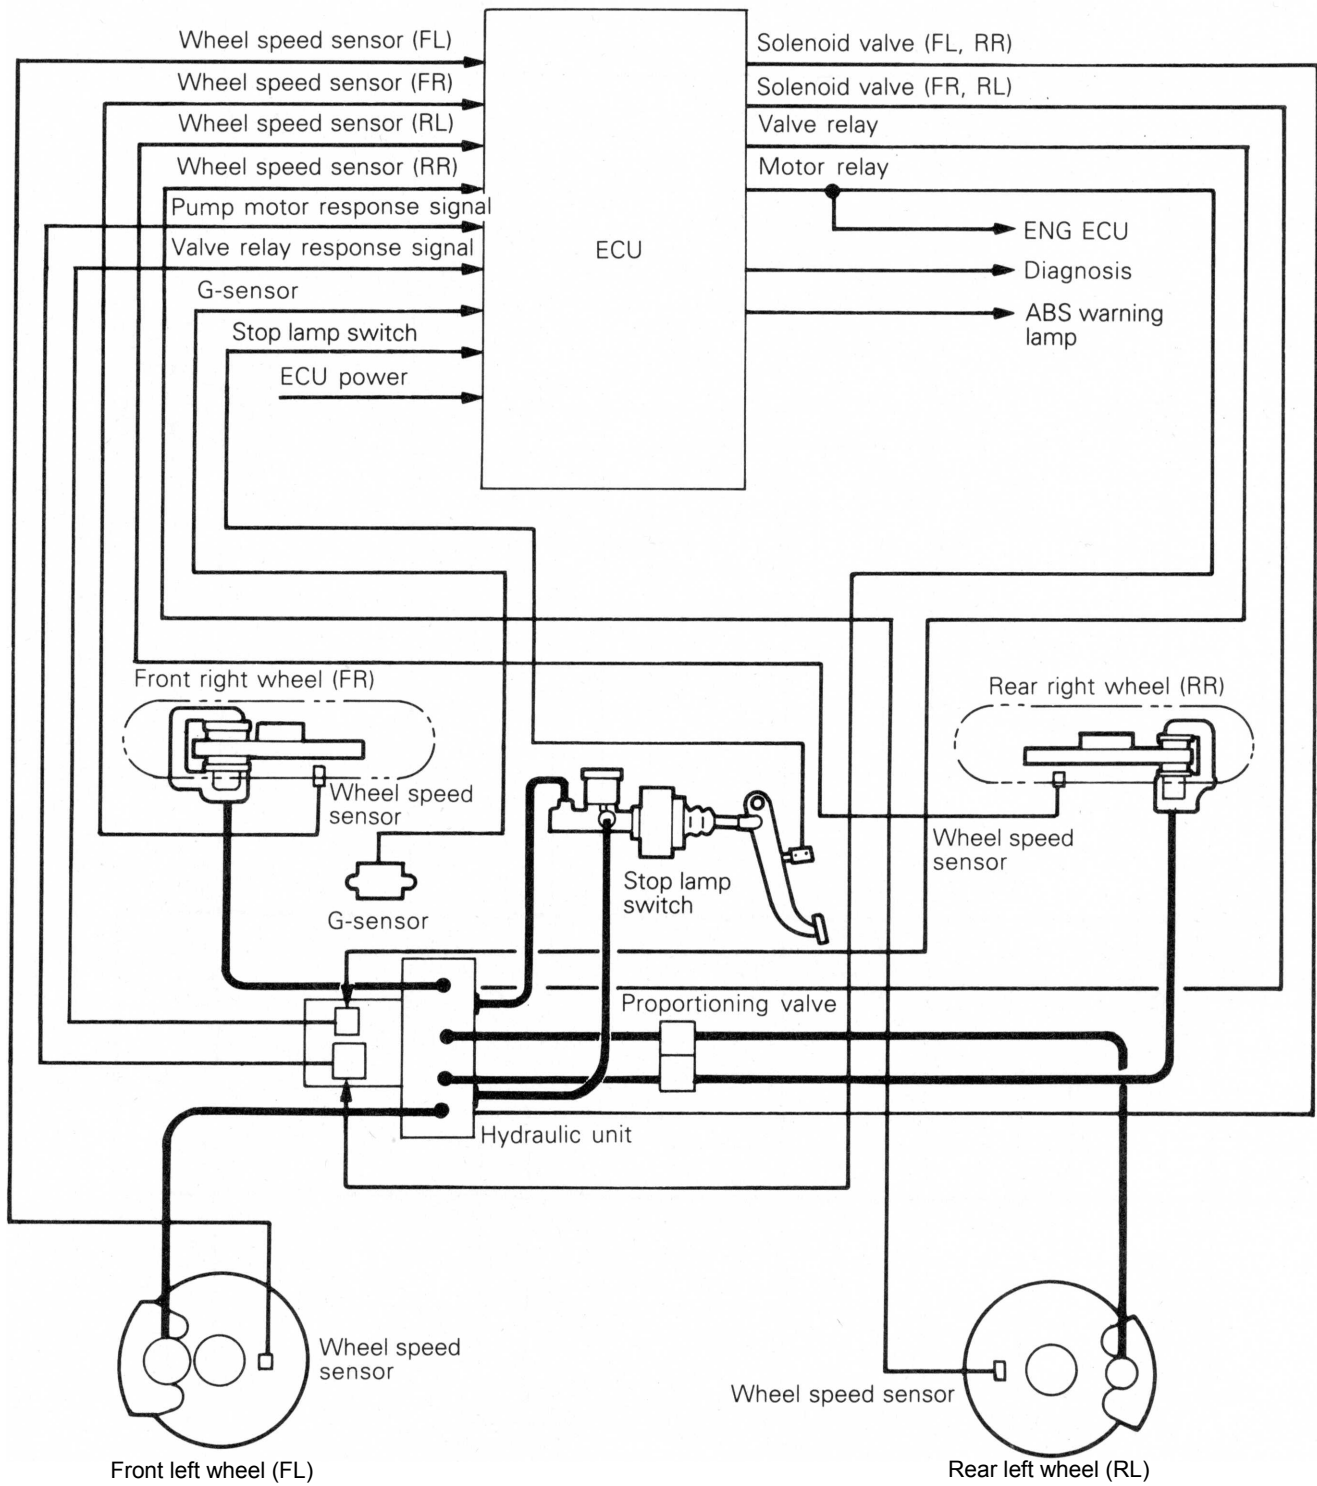 Wheel speed sensor (FL)
Wheel speed sensor (FR)
Wheel speed sensor (RL)
Wheel speed sensor (RR)
Pump motor response signal
Valve relay response signal
G-sensor
Stop lamp switch
ECU power
ECU
Solenoid valve (FL, RR)
Solenoid valve (FR, RL)
Valve relay
Motor relay
ENG ECU
Diagnosis
ABS warning
lamp
Front right wheel (FR)
Rear right wheel (RR)
Wheel speed
sensor
G-sensor
Stop lamp
switch
Wheel speed
sensor
Proportioning valve
Hydraulic unit
Wheel speed
sensor
Wheel speed sensor
Front left wheel (FL)
Rear left wheel (RL)